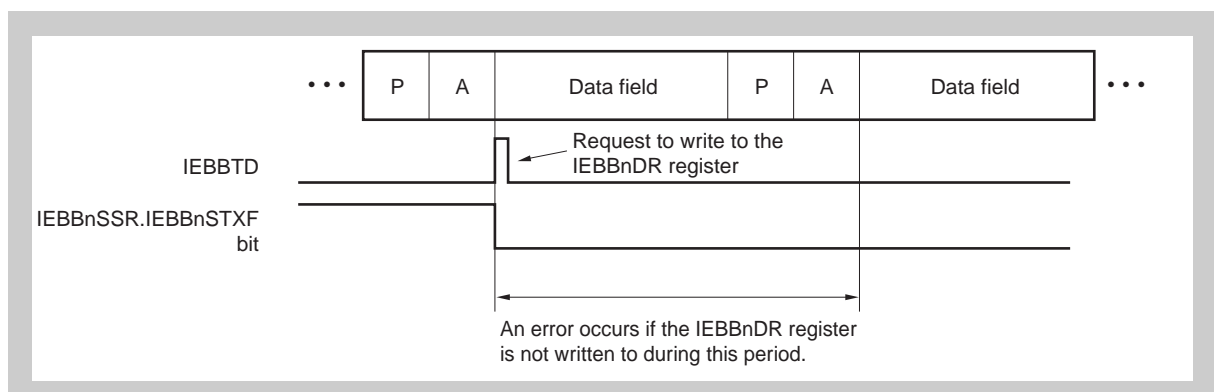 ••• P A Data field P A Data field •••
Request to write to the
IEBBnDR register
IEBBTD
IEBBnSSR.IEBBnSTXF
bit
An error occurs if the IEBBnDR register
is not written to during this period.